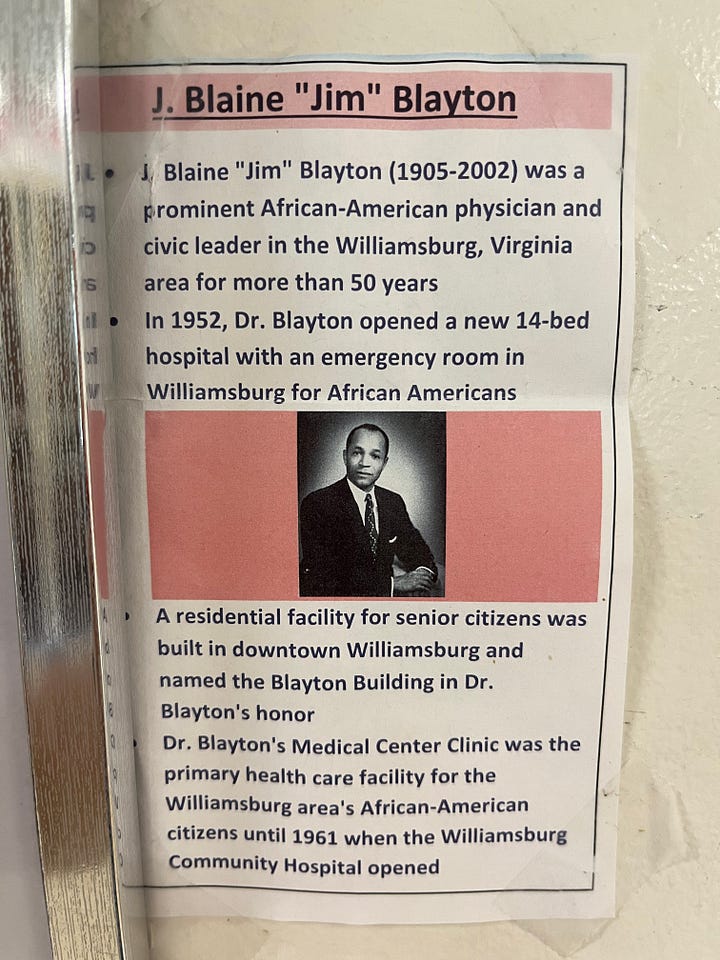 J. Blaine "Jim" Blayton
• J. Blaine "Jim" Blayton (1905-2002) was a
prominent African-American physician and
civic leader in the Williamsburg, Virginia
area for more than 50 years
• In 1952, Dr. Blayton opened a new 14-bed
hospital with an emergency room in
Williamsburg for African Americans
• A residential facility for senior citizens was
built in downtown Williamsburg and
named the Blayton Building in Dr.
Blayton's honor
• Dr. Blayton's Medical Center Clinic was the
primary health care facility for the
Williamsburg area's African-American
citizens until 1961 when the Williamsburg
Community Hospital opened